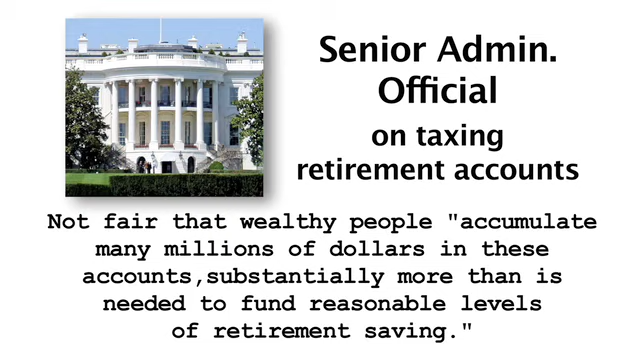 Senior Admin.
Official
on taxing
retirement accounts
Not fair that wealthy people "accumulate
many millions of dollars in these
accounts,substantially more than is
needed to fund reasonable levels
of retirement saving."